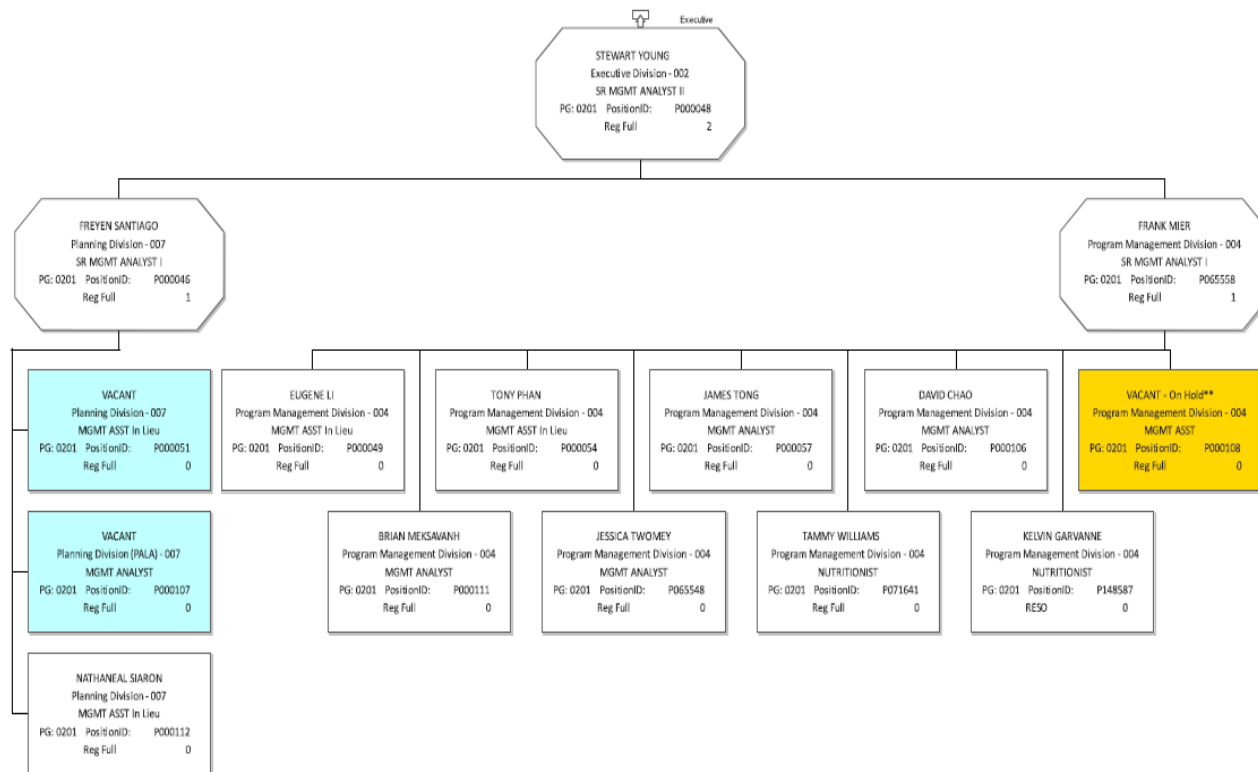 Executive
STEWART YOUNG
Executive Division - 002
SR MGMT ANALYST II
PG: 0201 PositionID: P000048
Reg Full 2
FREYEN SANTIAGO
Planning Division - 007
SR MGMT ANALYST I
PG: 0201 PositionID: P000046
Reg Full 1
FRANK MIER
Program Management Division - 004
SR MGMT ANALYST I
PG: 0201 PositionID: P065558
Reg Full 1
VACANT
Planning Division - 007
MGMT ASST In Lieu
PG: 0201 PositionID: P000051
Reg Full 0
EUGENE LI
Program Management Division - 004
MGMT ASST In Lieu
PG: 0201 PositionID: P000049
Reg Full 0
TONY PHAN
Program Management Division - 004
MGMT ASST In Lieu
PG: 0201 PositionID: P000054
Reg Full 0
JAMES TONG
Program Management Division - 004
MGMT ANALYST
PG: 0201 PositionID: P000057
Reg Full 0
DAVID CHAO
Program Management Division - 004
MGMT ANALYST
PG: 0201 PositionID: P000106
Reg Full 0
VACANT - On Hold**
Program Management Division - 004
MGMT ASST
PG: 0201 PositionID: P000108
Reg Full 0
VACANT
Planning Division (PALA) - 007
MGMT ANALYST
PG: 0201 PositionID: P000107
Reg Full 0
BRIAN MEKSAVANH
Program Management Division - 004
MGMT ANALYST
PG: 0201 PositionID: P000111
Reg Full 0
JESSICA TWOMEY
Program Management Division - 004
MGMT ANALYST
PG: 0201 PositionID: P065548
Reg Full 0
TAMMY WILLIAMS
Program Management Division - 004
NUTRITIONIST
PG: 0201 PositionID: P071641
Reg Full 0
KELVIN GARVANNE
Program Management Division - 004
NUTRITIONIST
PG: 0201 PositionID: P148587
RESO 0
NATHANEAL SIARON
Planning Division - 007
MGMT ASST In Lieu
PG: 0201 PositionID: P000112
Reg Full 0